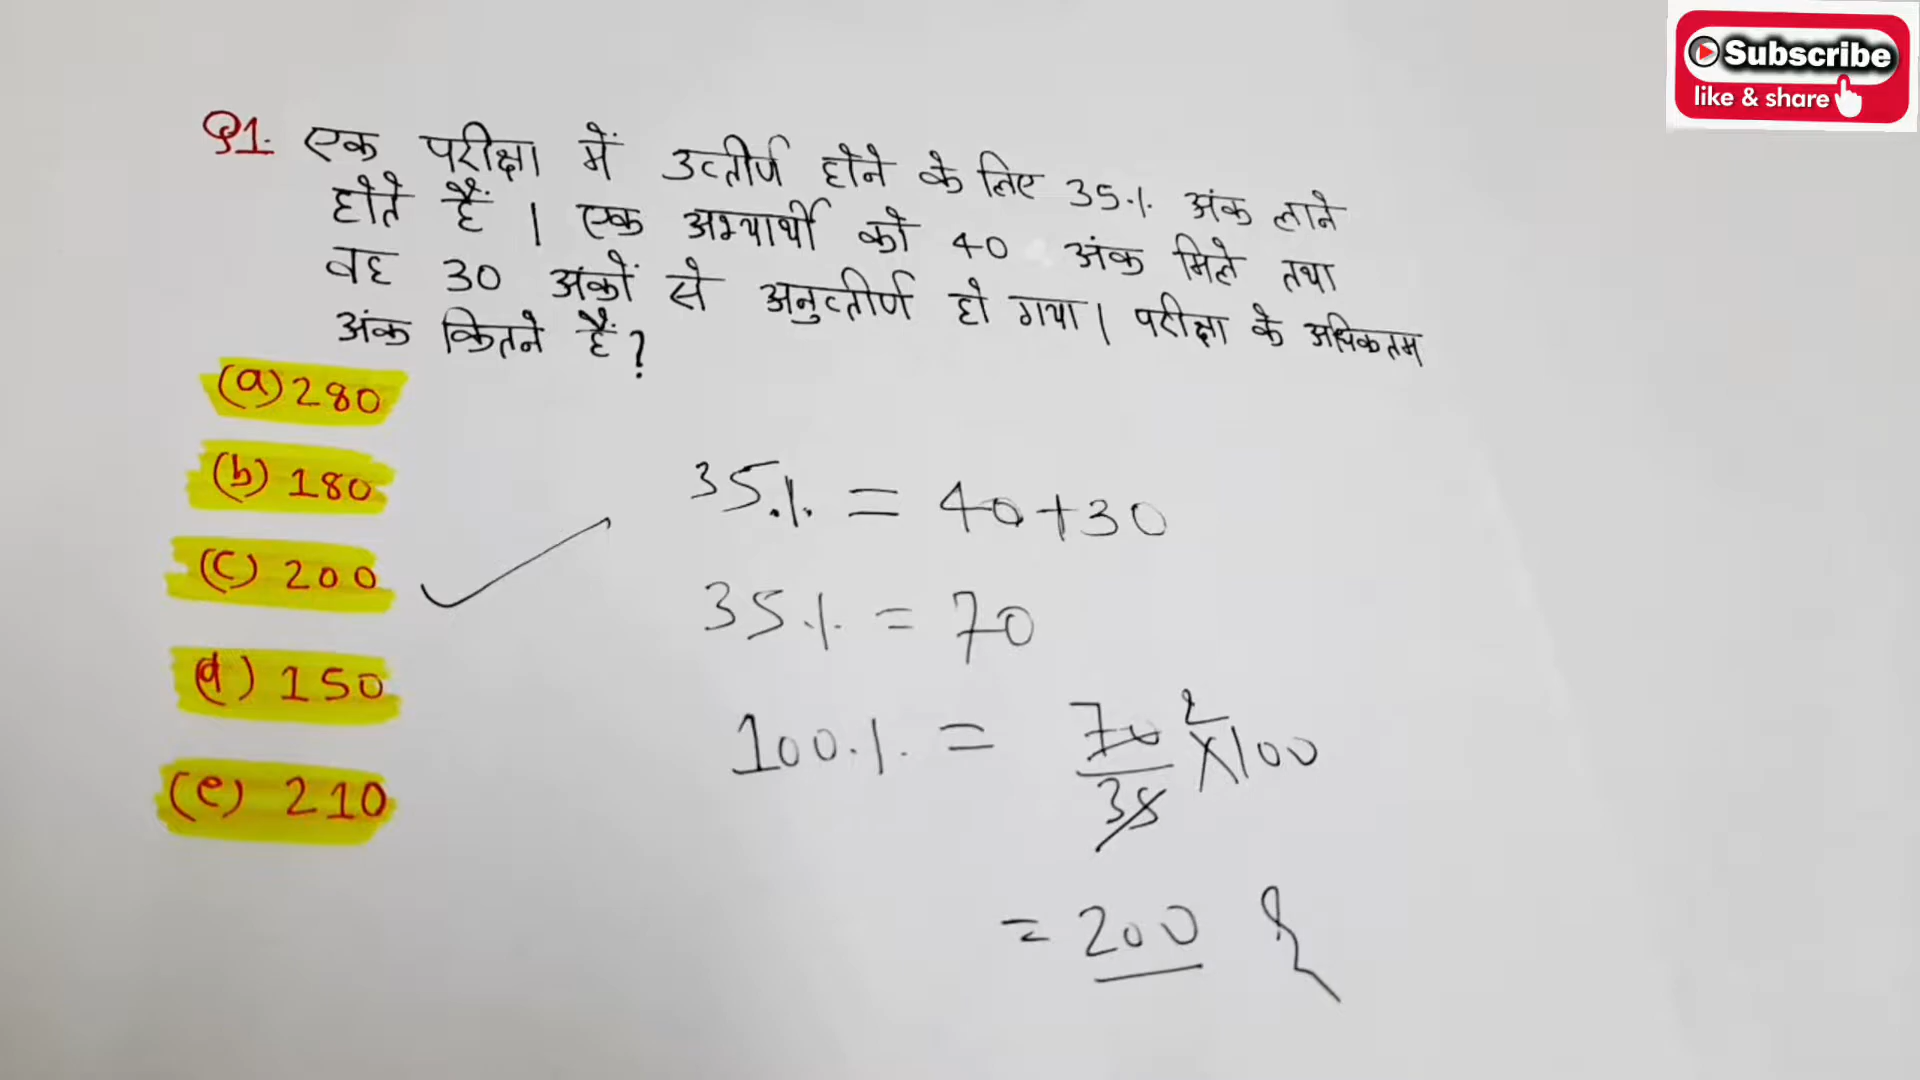 Subscribe
like & share
Q1. एक परीक्षा में उत्तीर्ण होने के लिए 35% अंक लाने
होते हैं | एक अभ्यार्थी को 40 अंक मिले तथा
वह 30 अंकों से अनुत्तीर्ण हो गया | परीक्षा के अधिकतम
अंक कितने हैं ?
(a) 280
(b) 180
(c) 200
(d) 150
(e) 210
35% = 40+30
35% = 70
100% = 70/35 2 ×100
= 200